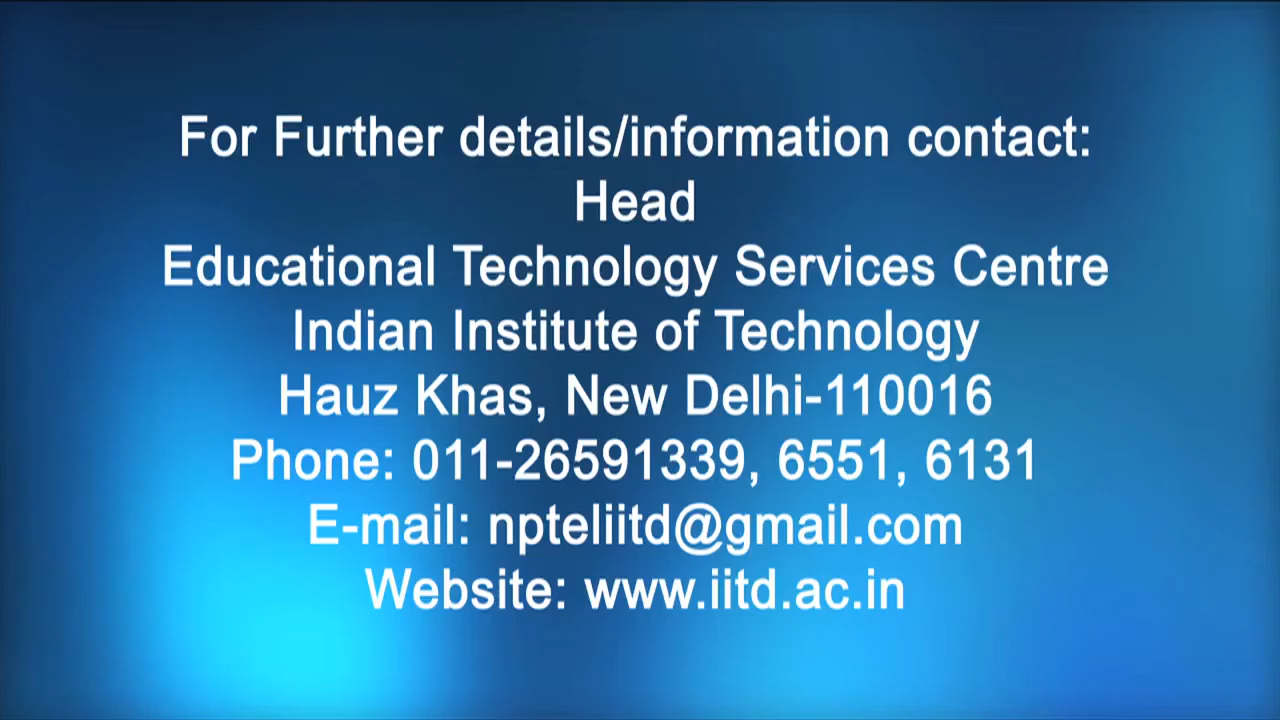 For Further details/information contact:
Head
Educational Technology Services Centre
Indian Institute of Technology
Hauz Khas, New Delhi-110016
Phone: 011-26591339, 6551, 6131
E-mail: npteliitd@gmail.com
Website: www.iitd.ac.in